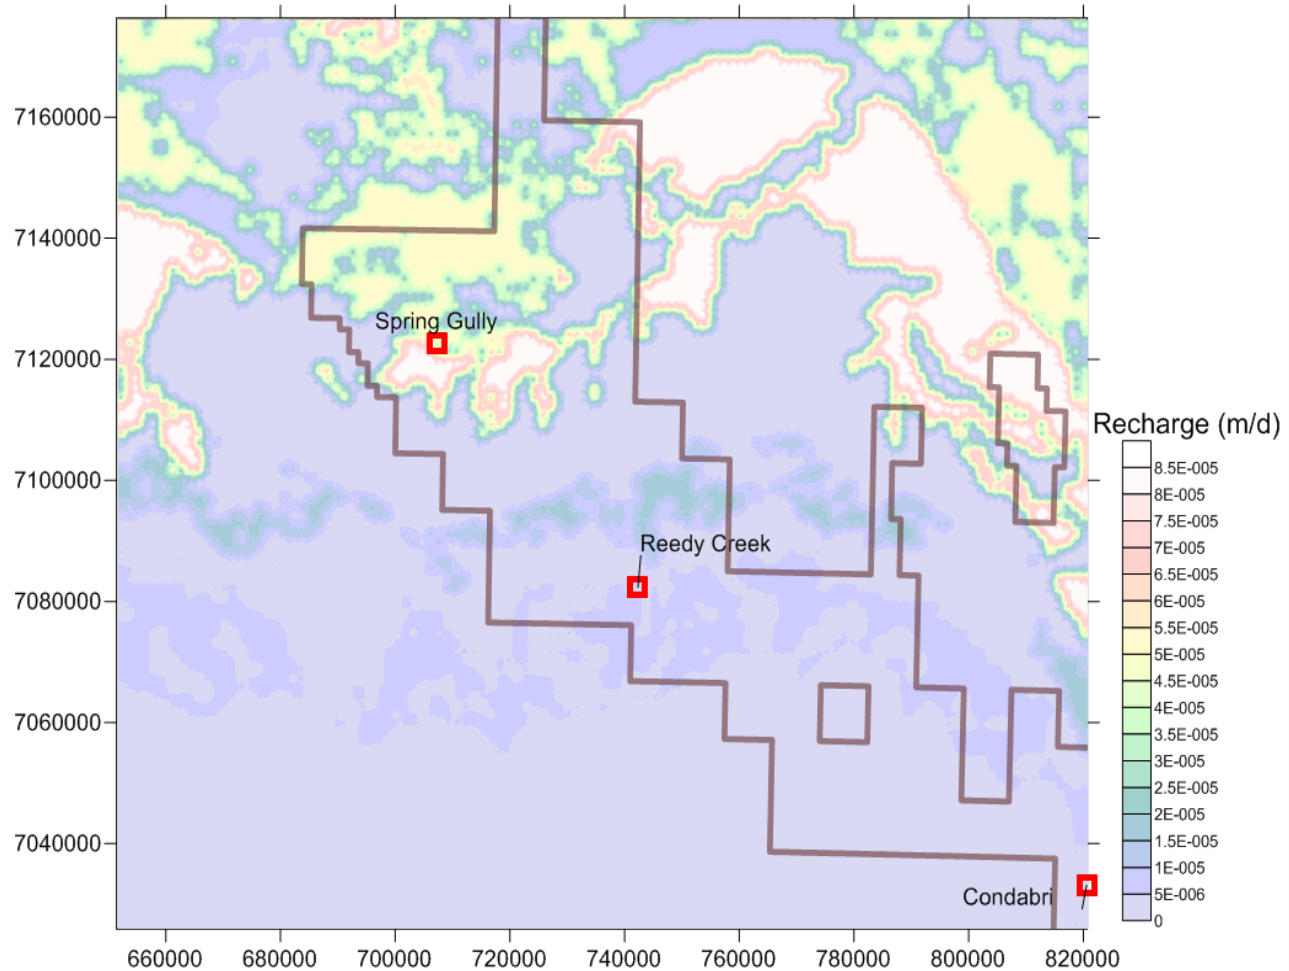 7160000
7140000
7120000
7100000
7080000
7060000
7040000
Spring Gully
Reedy Creek
Condabri
660000
680000
700000
720000
740000
760000
780000
800000
820000
Recharge (m/d)
8.5E-005
8E-005
7.5E-005
7E-005
6.5E-005
6E-005
5.5E-005
5E-005
4.5E-005
4E-005
3.5E-005
3E-005
2.5E-005
2E-005
1.5E-005
1E-005
5E-006
0